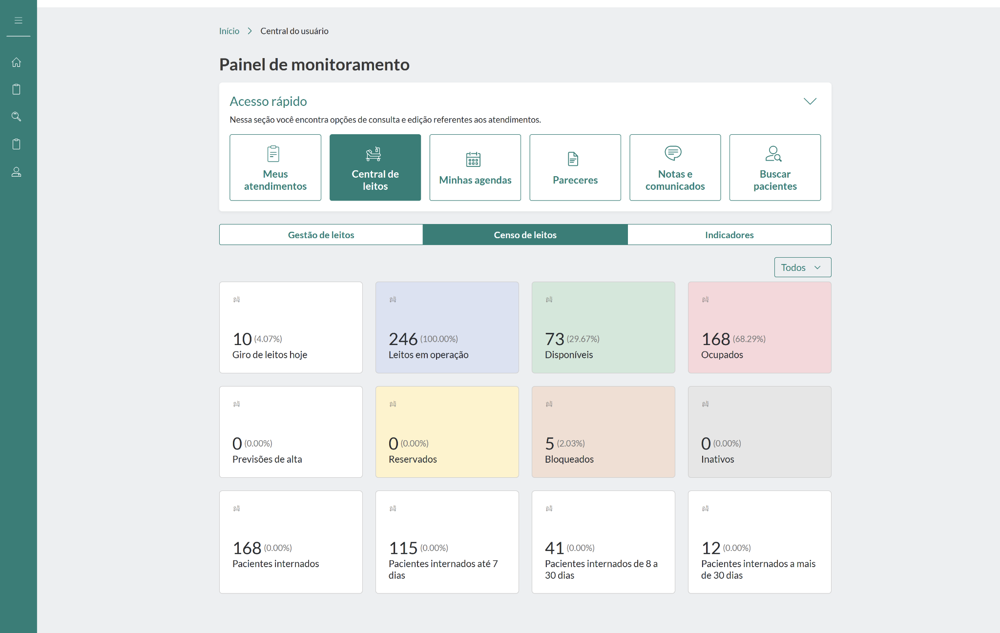 Início > Central do usuário
Painel de monitoramento
Acesso rápido
Nessa seção você encontra opções de consulta e edição referentes aos atendimentos.
Meus
atendimentos
Central de
leitos
Minhas agendas
Pareceres
Notas e
comunicados
Buscar
pacientes
Gestão de leitos
Censo de leitos
Indicadores
Todos
10 (4.07%)
Giro de leitos hoje
246 (100.00%)
Leitos em operação
73 (29.67%)
Disponíveis
168 (68.29%)
Ocupados
0 (0.00%)
Previsões de alta
0 (0.00%)
Reservados
5 (2.03%)
Bloqueados
0 (0.00%)
Inativos
168 (0.00%)
Pacientes internados
115 (0.00%)
Pacientes internados até 7
dias
41 (0.00%)
Pacientes internados de 8 a
30 dias
12 (0.00%)
Pacientes internados a mais
de 30 dias